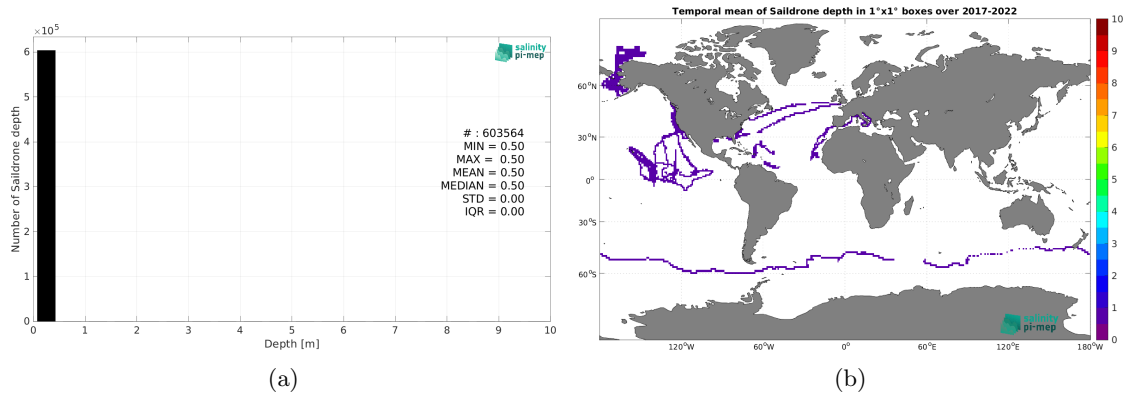 ×10⁵
6
5
4
3
2
1
0
Number of Saildrone depth
0 1 2 3 4 5 6 7 8 9 10
Depth [m]
salinity
pi-mep
# : 603564
MIN = 0.50
MAX = 0.50
MEAN = 0.50
MEDIAN = 0.50
STD = 0.00
IQR = 0.00
(a)
Temporal mean of Saildrone depth in 1°x1° boxes over 2017-2022
60°N
30°N
0°
30°S
60°S
120°W 60°W 0° 60°E 120°E 180°W
salinity
pi-mep
10
9
8
7
6
5
4
3
2
1
0
(b)